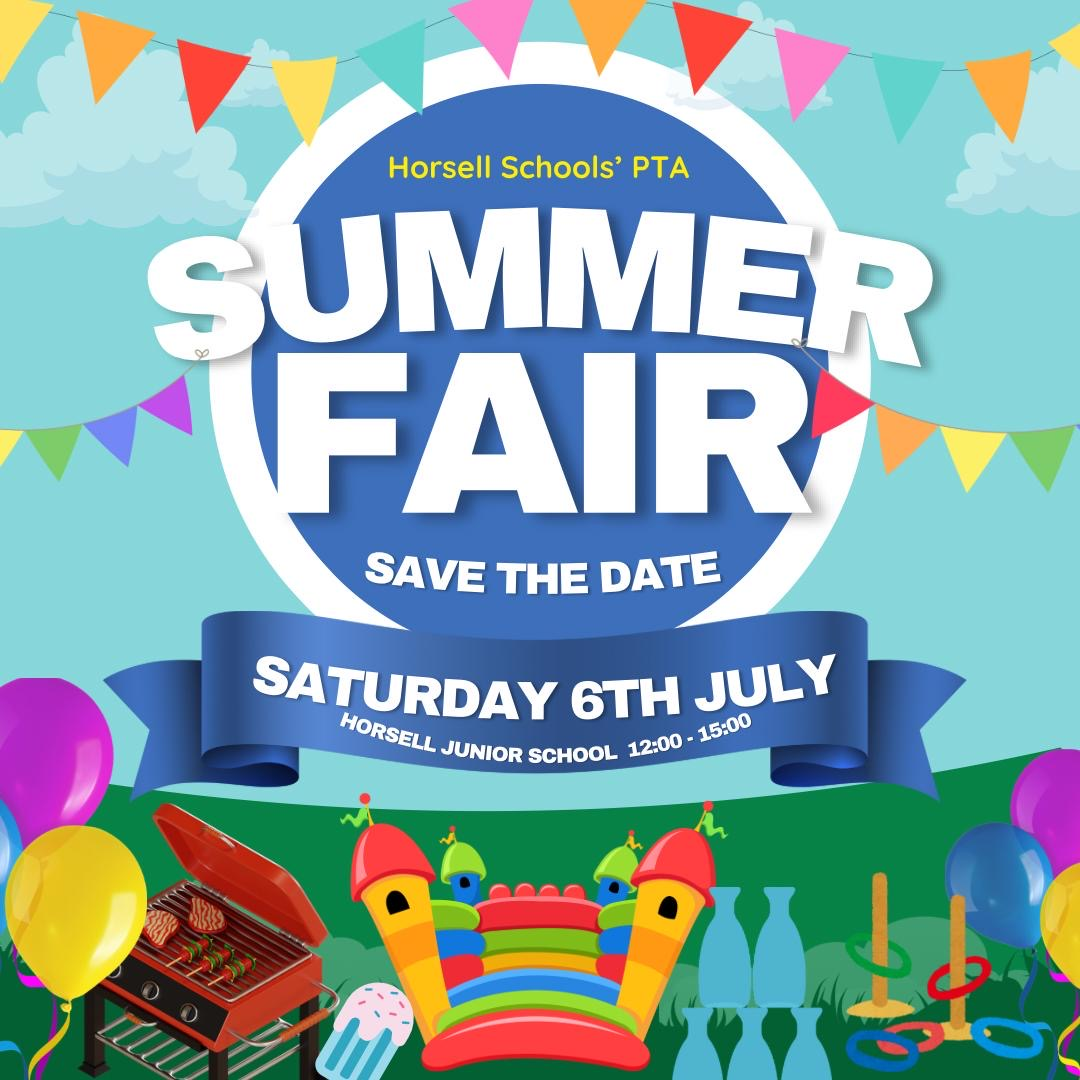 Horsell Schools’ PTA
SUMMER
FAIR
SAVE THE DATE
SATURDAY 6TH JULY
HORSELL JUNIOR SCHOOL 12:00 - 15:00